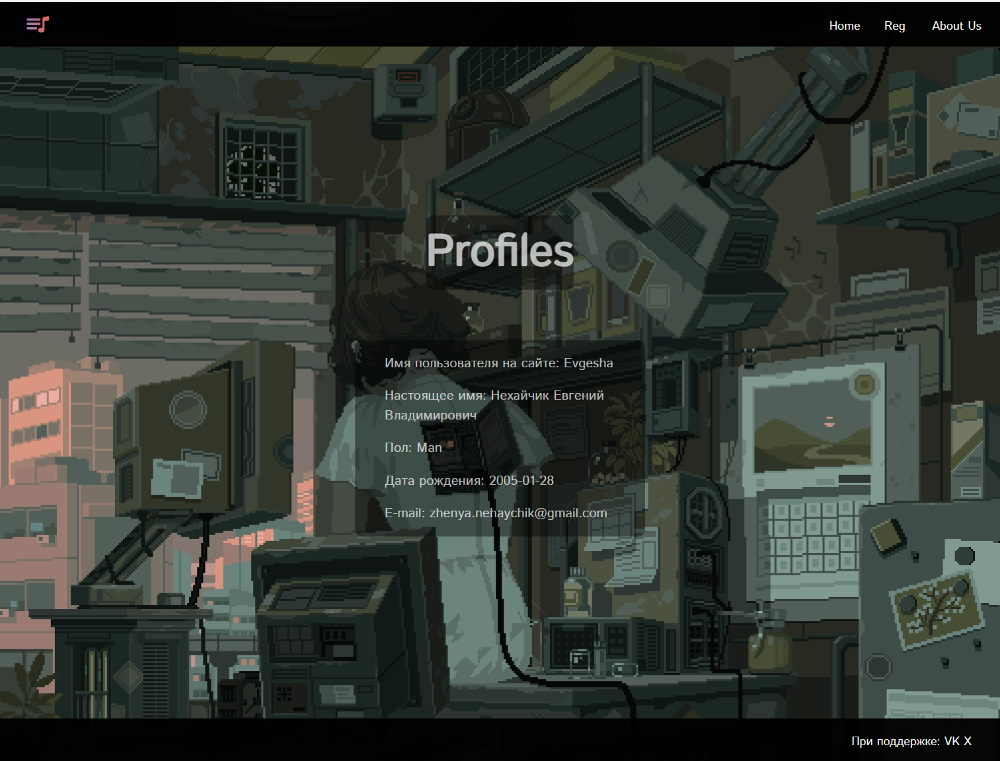 Home Reg About Us
Profiles
Имя пользователя на сайте: Evgesha
Настоящее имя: Нехайчик Евгений
Владимирович
Пол: Man
Дата рождения: 2005-01-28
E-mail: zhenya.nehaychik@gmail.com
При поддержке: VK X